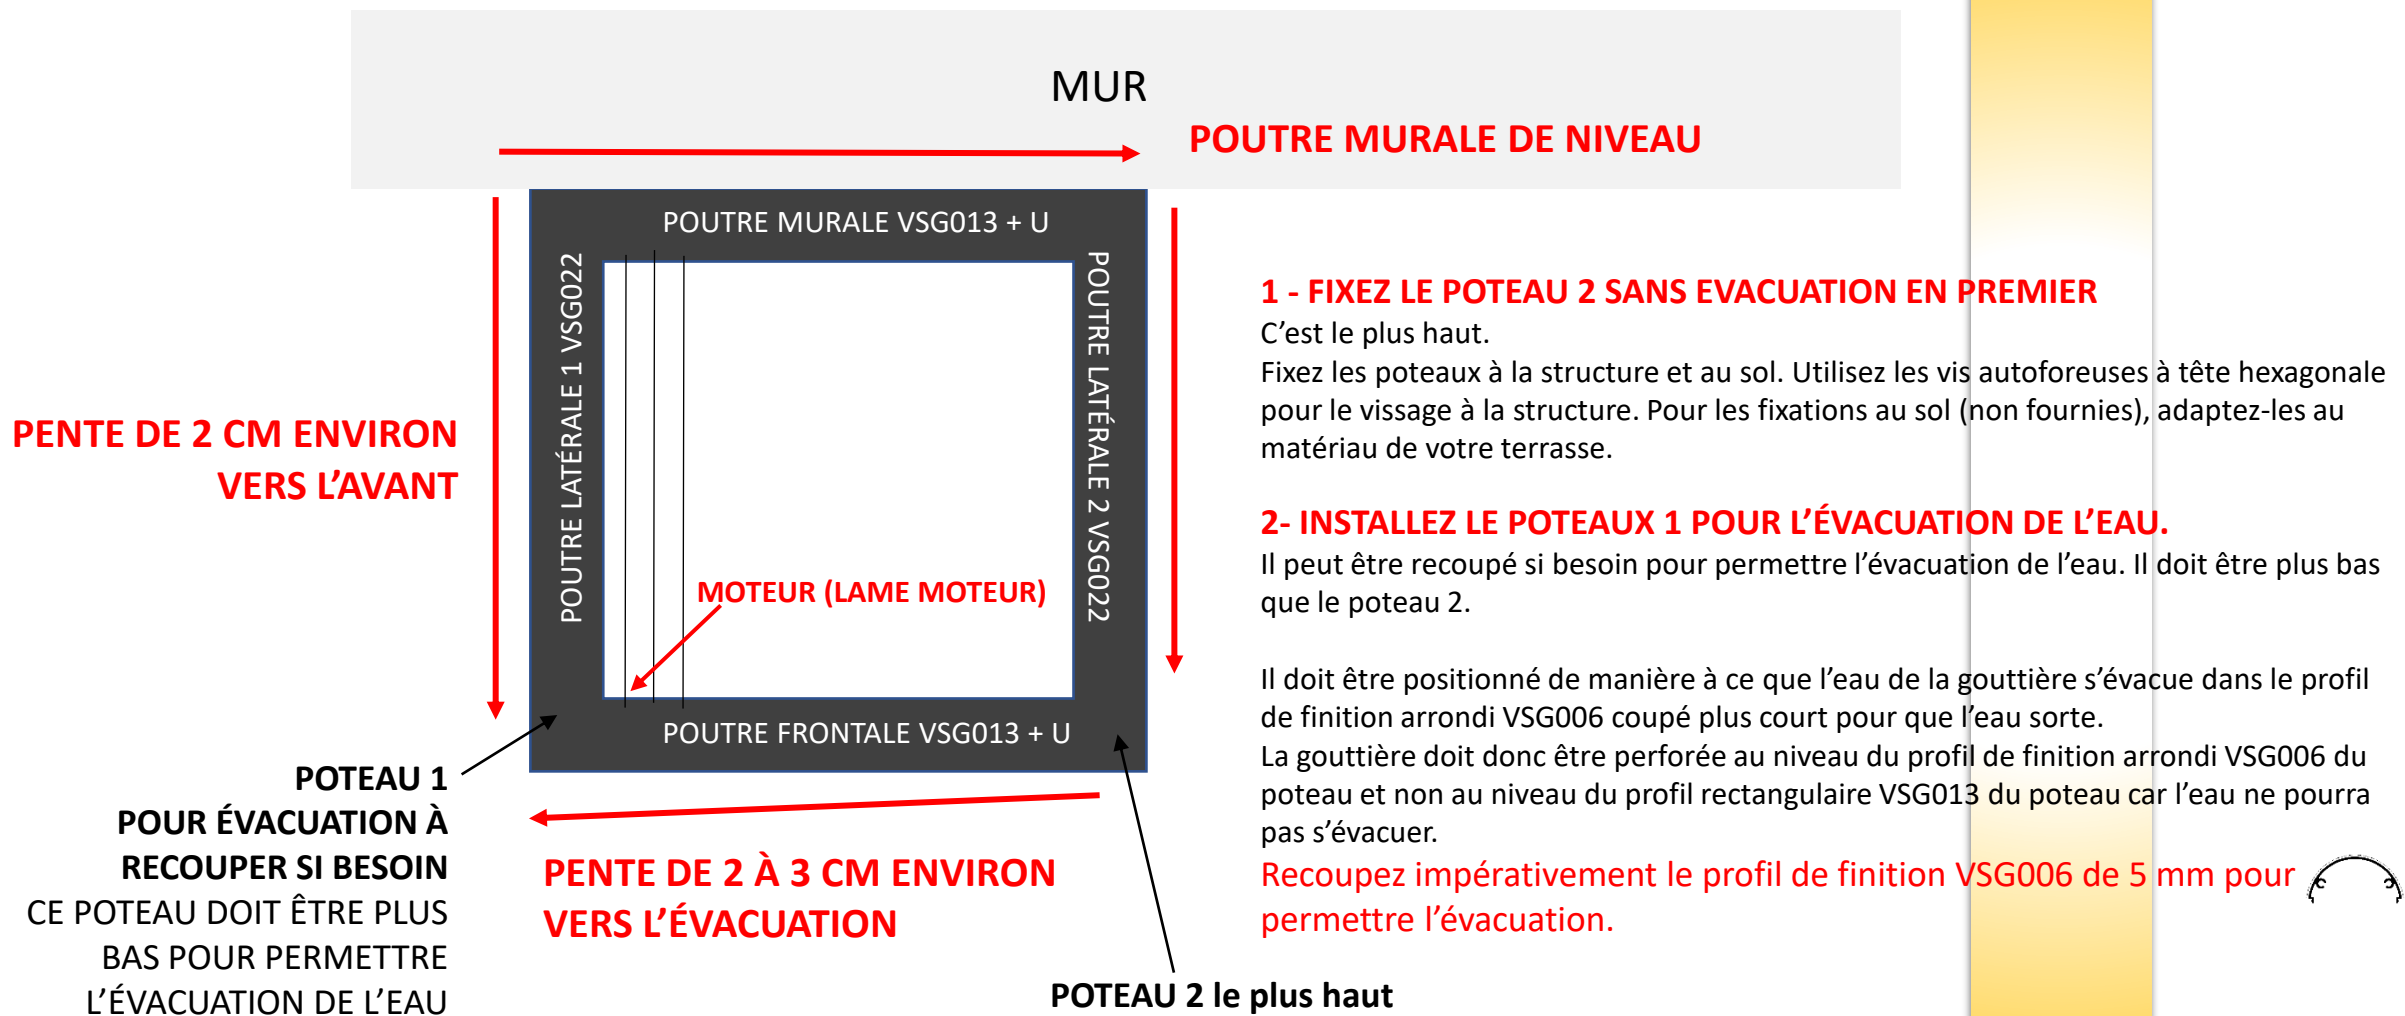 MUR
POUTRE MURALE DE NIVEAU
POUTRE MURALE VSG013 + U
POUTRE LATÉRALE 1 VSG022
POUTRE LATÉRALE 2 VSG022
PENTE DE 2 CM ENVIRON
VERS L’AVANT
MOTEUR (LAME MOTEUR)
POUTRE FRONTALE VSG013 + U
POTEAU 1
POUR ÉVACUATION À
RECOUPER SI BESOIN
CE POTEAU DOIT ÊTRE PLUS
BAS POUR PERMETTRE
L’ÉVACUATION DE L’EAU
PENTE DE 2 À 3 CM ENVIRON
VERS L’ÉVACUATION
POTEAU 2 le plus haut
1 - FIXEZ LE POTEAU 2 SANS EVACUATION EN PREMIER
C’est le plus haut.
Fixez les poteaux à la structure et au sol. Utilisez les vis autoforeuses à tête hexagonale
pour le vissage à la structure. Pour les fixations au sol (non fournies), adaptez-les au
matériau de votre terrasse.
2- INSTALLEZ LE POTEAUX 1 POUR L’ÉVACUATION DE L’EAU.
Il peut être recoupé si besoin pour permettre l’évacuation de l’eau. Il doit être plus bas
que le poteau 2.
Il doit être positionné de manière à ce que l’eau de la gouttière s’évacue dans le profil
de finition arrondi VSG006 coupé plus court pour que l’eau sorte.
La gouttière doit donc être perforée au niveau du profil de finition arrondi VSG006 du
poteau et non au niveau du profil rectangulaire VSG013 du poteau car l’eau ne pourra
pas s’évacuer.
Recoupez impérativement le profil de finition VSG006 de 5 mm pour
permettre l’évacuation.